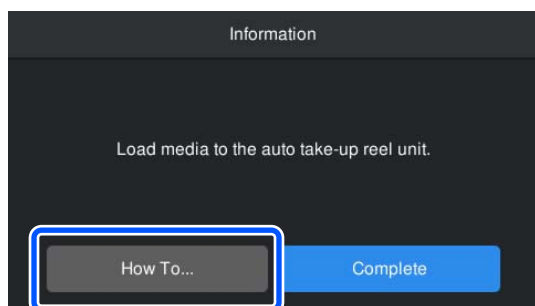 Information
Load media to the auto take-up reel unit.
How To...
Complete